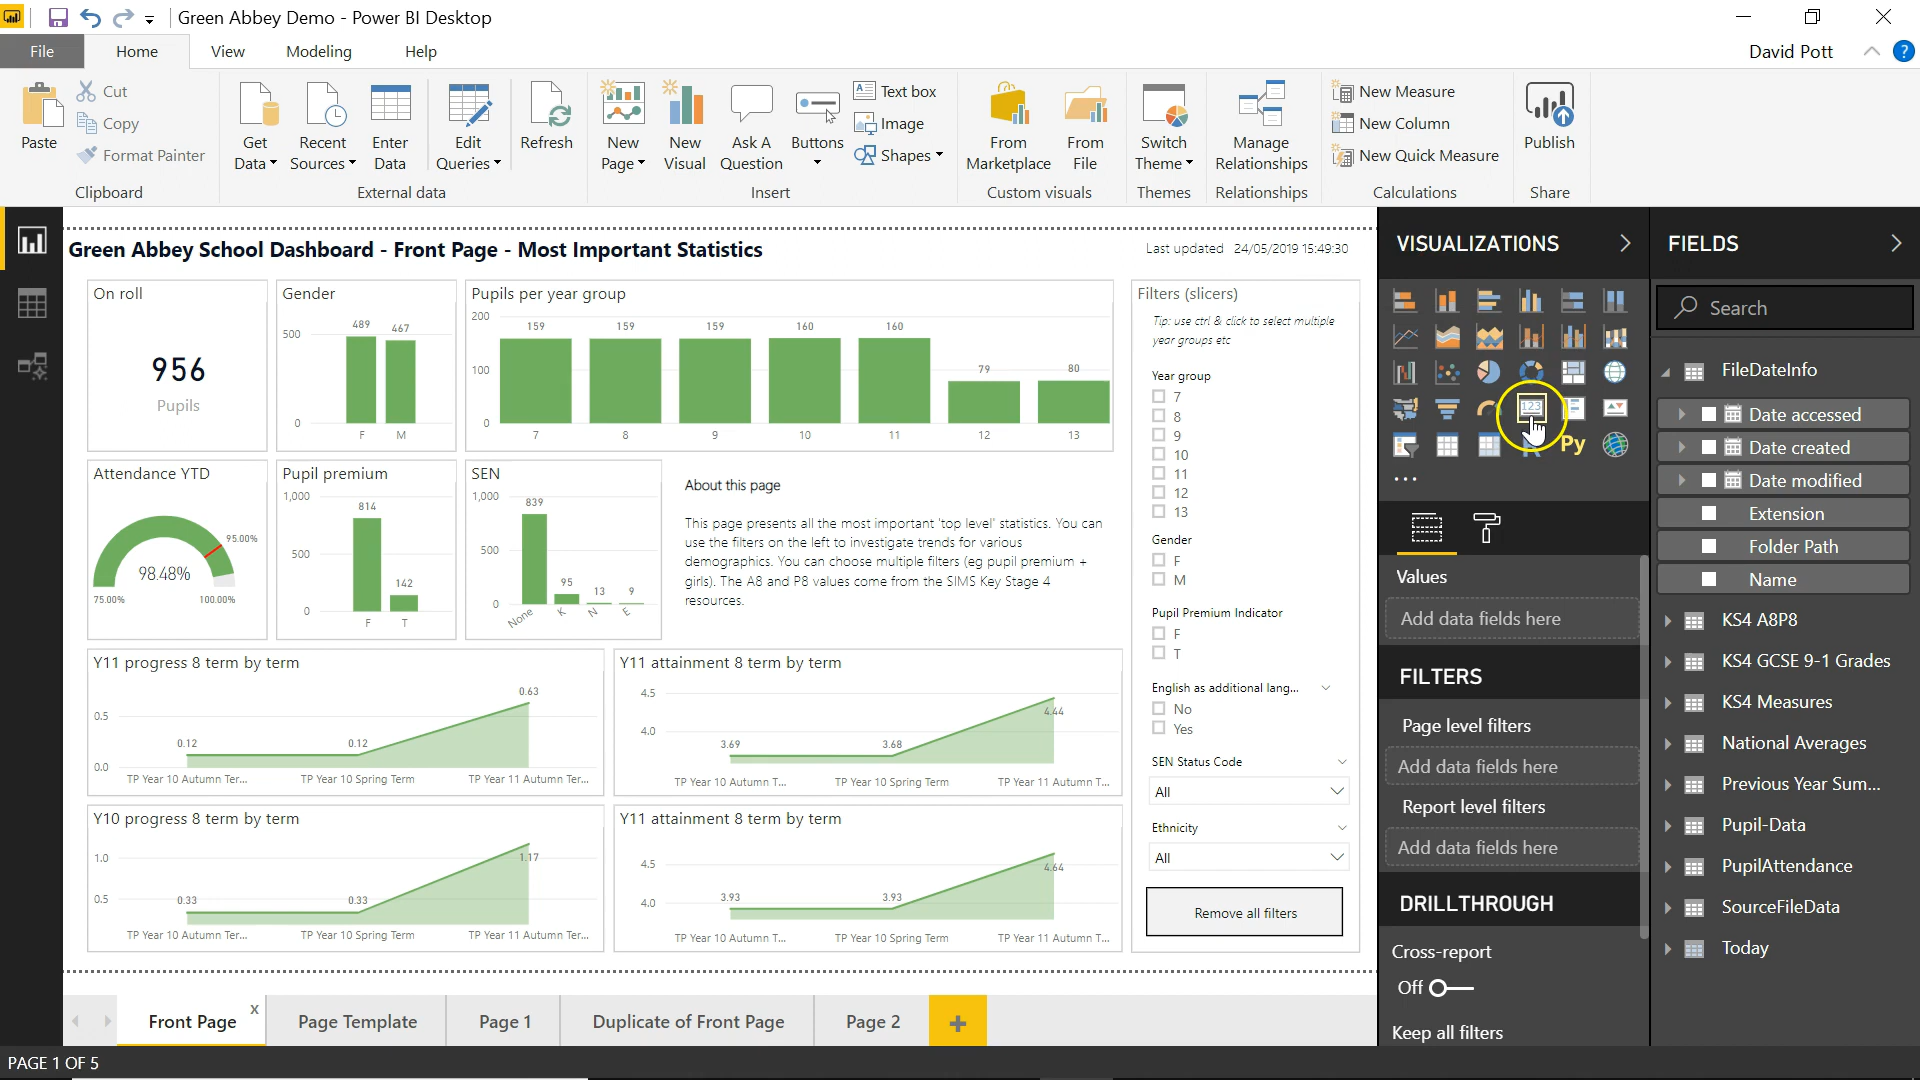 Green Abbey Demo - Power BI Desktop
File
Home
View
Modeling
Help
David Pott
?
Paste
Cut
Copy
Format Painter
Clipboard
Get Data
Recent Sources
Enter Data
Edit Queries
Refresh
External data
New Page
New Visual
Ask A Question
Buttons
Text box
Image
Shapes
Insert
From Marketplace
From File
Custom visuals
Switch Theme
Themes
Manage Relationships
Relationships
New Measure
New Column
New Quick Measure
Calculations
Publish
Share
Green Abbey School Dashboard - Front Page - Most Important Statistics
Last updated 24/05/2019 15:49:30
On roll
956
Pupils
Gender
500
0
489
467
F
M
Pupils per year group
200
100
0
159
159
159
160
160
79
80
7
8
9
10
11
12
13
Attendance YTD
95.00%
98.48%
75.00%
100.00%
Pupil premium
1,000
500
0
814
142
F
T
SEN
1,000
500
0
839
95
13
9
None
K
N
E
About this page
This page presents all the most important 'top level' statistics. You can
use the filters on the left to investigate trends for various
demographics. You can choose multiple filters (eg pupil premium +
girls). The A8 and P8 values come from the SIMS Key Stage 4
resources.
Y11 progress 8 term by term
0.5
0.0
0.12
0.12
0.63
TP Year 10 Autumn Ter...
TP Year 10 Spring Term
TP Year 11 Autumn Ter...
Y11 attainment 8 term by term
4.5
4.0
3.69
3.68
4.44
TP Year 10 Autumn T...
TP Year 10 Spring Term
TP Year 11 Autumn T...
Y10 progress 8 term by term
1.0
0.5
0.33
0.33
1.17
TP Year 10 Autumn Ter...
TP Year 10 Spring Term
TP Year 11 Autumn Ter...
Y11 attainment 8 term by term
4.5
4.0
3.93
3.93
4.64
TP Year 10 Autumn T...
TP Year 10 Spring Term
TP Year 11 Autumn T...
Filters (slicers)
Tip: use ctrl & click to select multiple
year groups etc
Year group
7
8
9
10
11
12
13
Gender
F
M
Pupil Premium Indicator
F
T
English as additional lang...
No
Yes
SEN Status Code
All
Ethnicity
All
Remove all filters
Front Page
x
Page Template
Page 1
Duplicate of Front Page
Page 2
+
PAGE 1 OF 5
VISUALIZATIONS
123
Py
...
Values
Add data fields here
FILTERS
Page level filters
Add data fields here
Report level filters
Add data fields here
DRILLTHROUGH
Cross-report
Off
Keep all filters
FIELDS
Search
FileDateInfo
Date accessed
Date created
Date modified
Extension
Folder Path
Name
KS4 A8P8
KS4 GCSE 9-1 Grades
KS4 Measures
National Averages
Previous Year Sum...
Pupil-Data
PupilAttendance
SourceFileData
Today